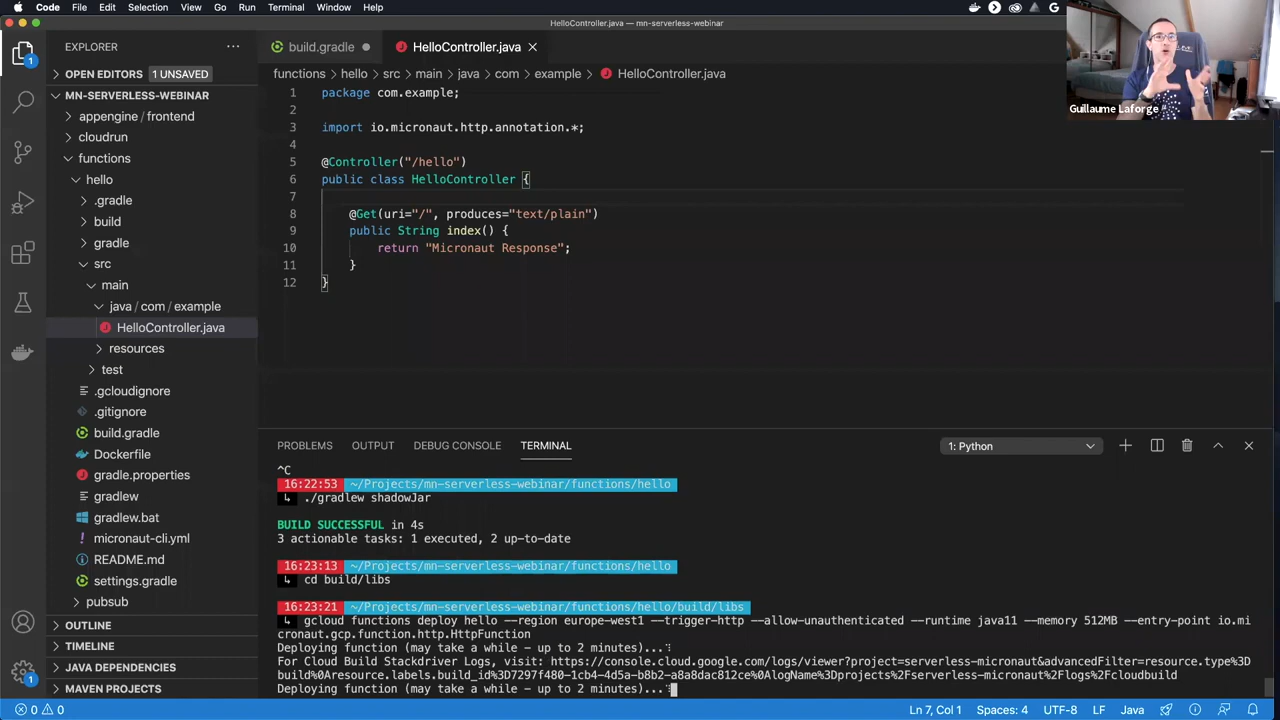 Code File Edit Selection View Go Run Terminal Window Help
HelloController.java — mn-serverless-webinar
EXPLORER
OPEN EDITORS 1 UNSAVED
MN-SERVERLESS-WEBINAR
appengine / frontend
cloudrun
functions
hello
.gradle
build
gradle
src
main
java / com / example
HelloController.java
resources
test
.gcloudignore
.gitignore
build.gradle
Dockerfile
gradle.properties
gradlew
gradlew.bat
micronaut-cli.yml
README.md
settings.gradle
pubsub
OUTLINE
TIMELINE
JAVA DEPENDENCIES
MAVEN PROJECTS
build.gradle HelloController.java
functions > hello > src > main > java > com > example > HelloController.java
1 package com.example;
2
3 import io.micronaut.http.annotation.*;
4
5 @Controller("/hello")
6 public class HelloController {
7
8 @Get(uri="/", produces="text/plain")
9 public String index() {
10 return "Micronaut Response";
11 }
12 }
Guillaume Laforge
PROBLEMS OUTPUT DEBUG CONSOLE TERMINAL 1: Python
^C
16:22:53 ~/Projects/mn-serverless-webinar/functions/hello
↳ ./gradlew shadowJar
BUILD SUCCESSFUL in 4s
3 actionable tasks: 1 executed, 2 up-to-date
16:23:13 ~/Projects/mn-serverless-webinar/functions/hello
↳ cd build/libs
16:23:21 ~/Projects/mn-serverless-webinar/functions/hello/build/libs
↳ gcloud functions deploy hello --region europe-west1 --trigger-http --allow-unauthenticated --runtime java11 --memory 512MB --entry-point io.mi
cronaut.gcp.function.http.HttpFunction
Deploying function (may take a while - up to 2 minutes)...
For Cloud Build Stackdriver Logs, visit: https://console.cloud.google.com/logs/viewer?project=serverless-micronaut&advancedFilter=resource.type%3D
build%0Aresource.labels.build_id%3D7297f480-1cb4-4d5a-b8b2-a8a8dac812ce%0AlogName%3Dprojects%2Fserverless-micronaut%2Flogs%2Fcloudbuild
Deploying function (may take a while - up to 2 minutes)...
1
1
0 0 Ln 7, Col 1 Spaces: 4 UTF-8 LF Java